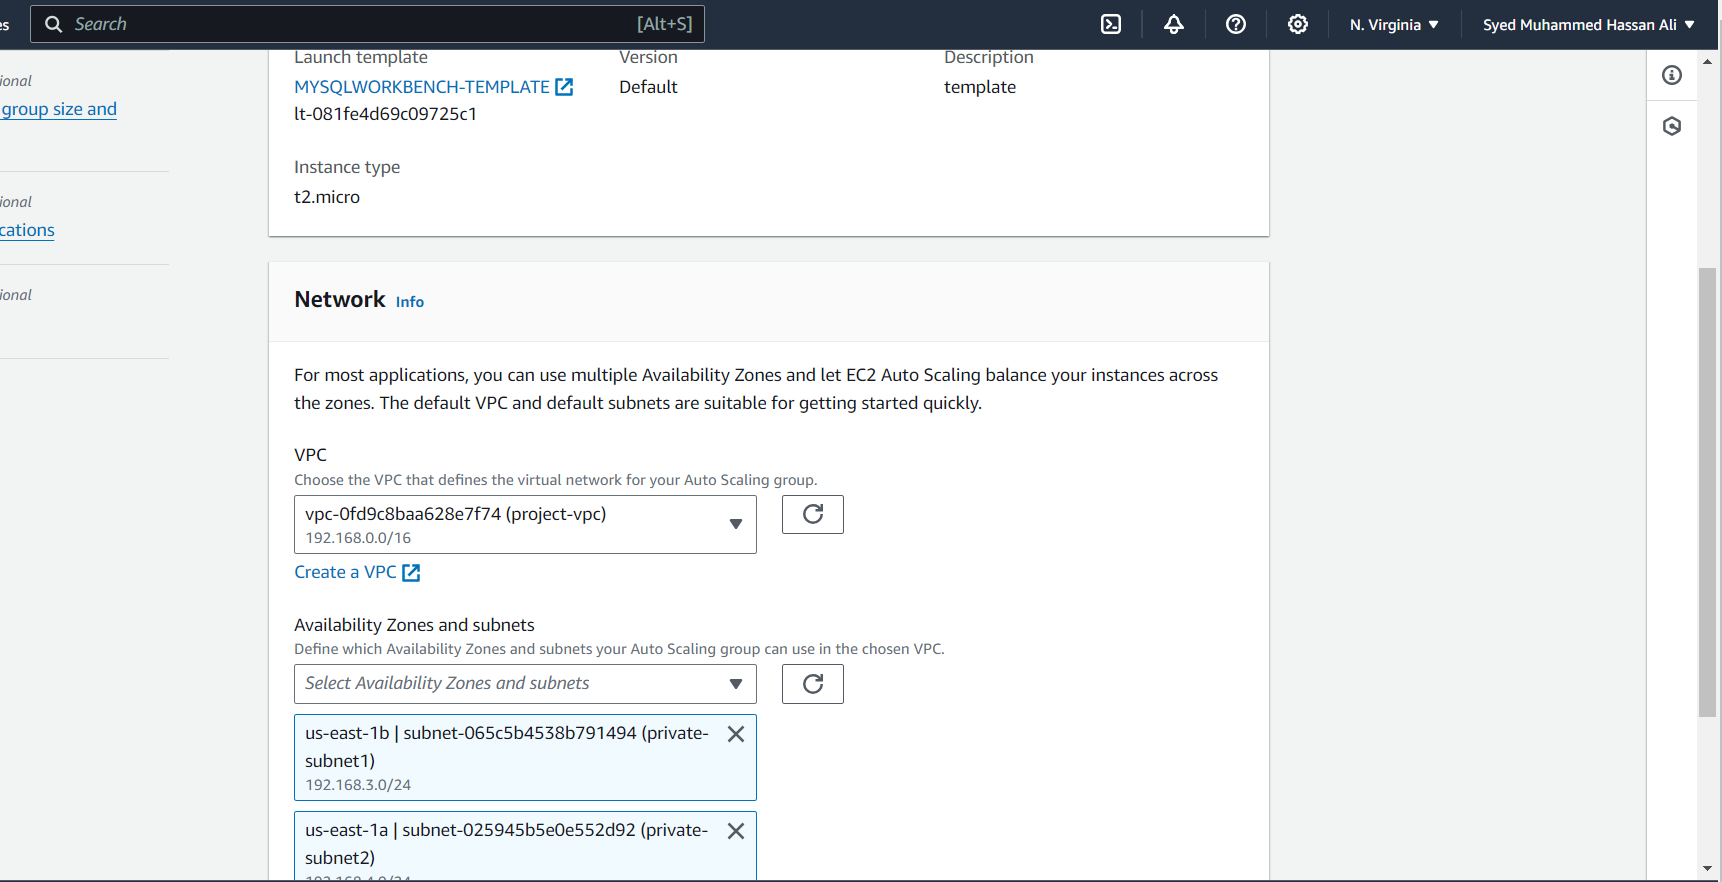 es
Search
[Alt+S]
N. Virginia
Syed Muhammed Hassan Ali
ional
group size and
ional
cations
ional
Launch template
Version
Description
MYSQLWORKBENCH-TEMPLATE
Default
template
lt-081fe4d69c09725c1
Instance type
t2.micro
Network Info
For most applications, you can use multiple Availability Zones and let EC2 Auto Scaling balance your instances across
the zones. The default VPC and default subnets are suitable for getting started quickly.
VPC
Choose the VPC that defines the virtual network for your Auto Scaling group.
vpc-0fd9c8baa628e7f74 (project-vpc)
192.168.0.0/16
Create a VPC
Availability Zones and subnets
Define which Availability Zones and subnets your Auto Scaling group can use in the chosen VPC.
Select Availability Zones and subnets
us-east-1b | subnet-065c5b4538b791494 (private-
subnet1)
192.168.3.0/24
us-east-1a | subnet-025945b5e0e552d92 (private-
subnet2)
192.168.4.0/24